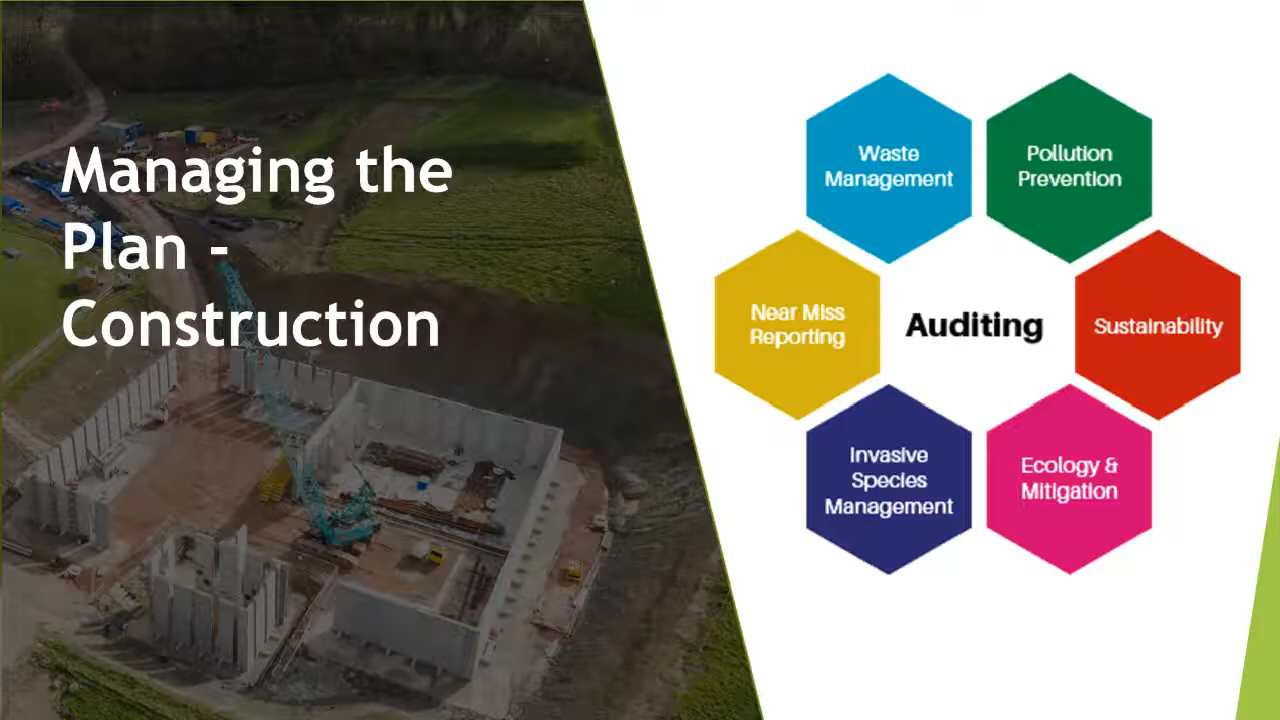 Managing the
Plan -
Construction
Waste
Management
Pollution
Prevention
Near Miss
Reporting
Auditing
Sustainability
Invasive
Species
Management
Ecology &
Mitigation